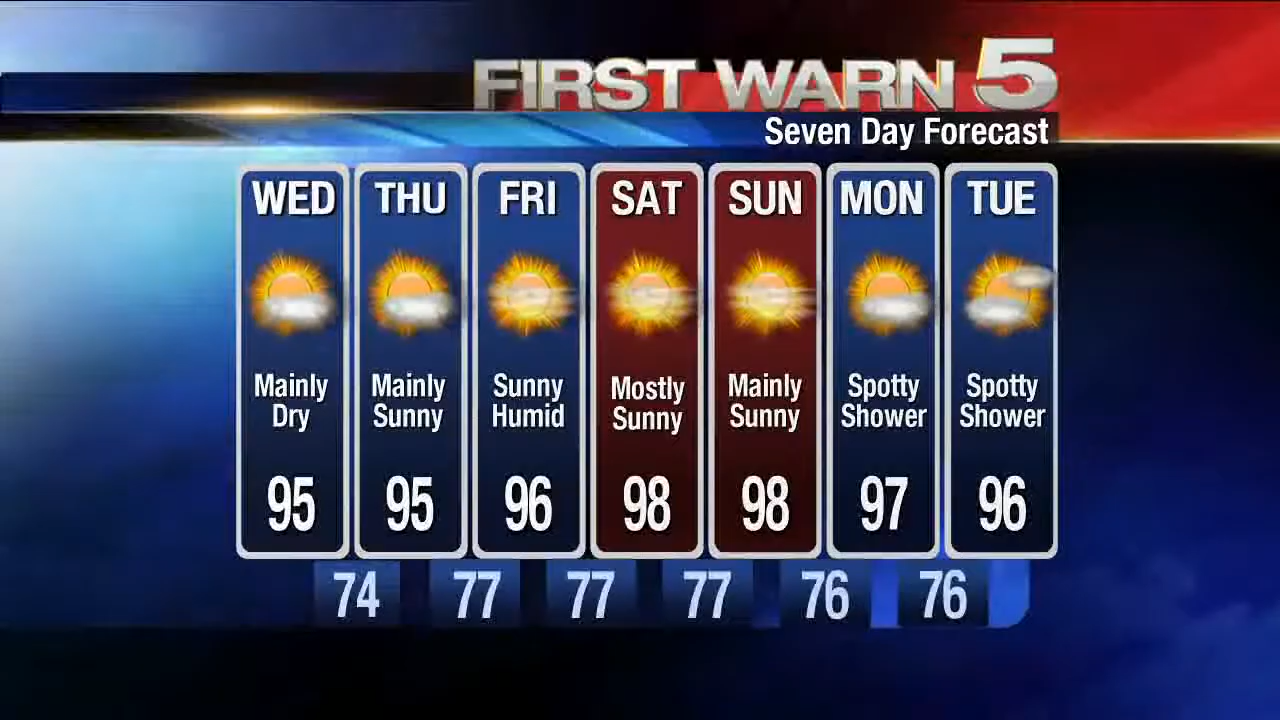 FIRST WARN 5
Seven Day Forecast
WED THU FRI SAT SUN MON TUE
Mainly Dry
Mainly Sunny
Sunny Humid
Mostly Sunny
Mainly Sunny
Spotty Shower
Spotty Shower
95 95 96 98 98 97 96
74 77 77 77 76 76